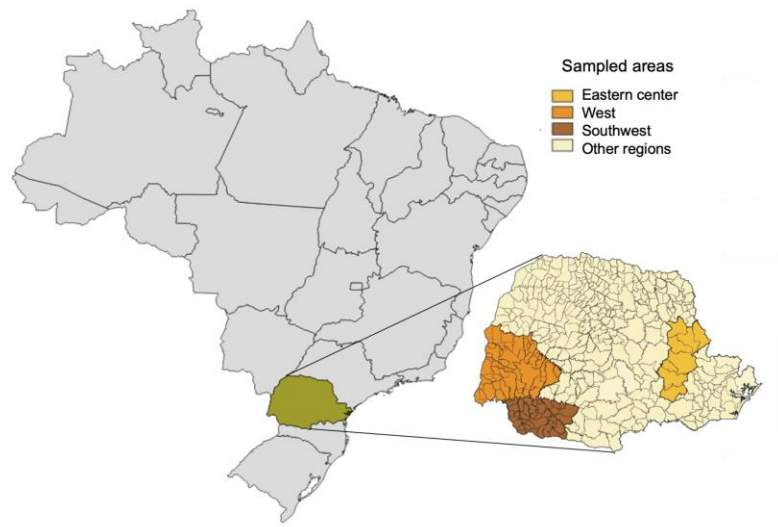 Sampled areas
Eastern center
West
Southwest
Other regions